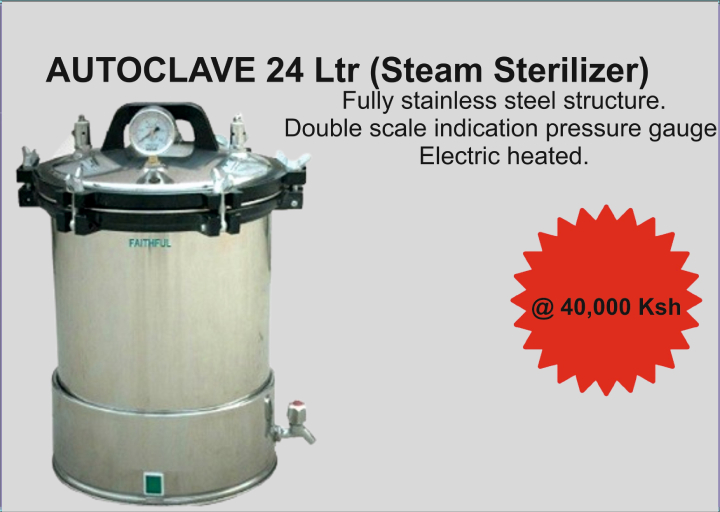 AUTOCLAVE 24 Ltr (Steam Sterilizer)
Fully stainless steel structure.
Double scale indication pressure gauge
Electric heated.
FAITHFUL
@ 40,000 Ksh